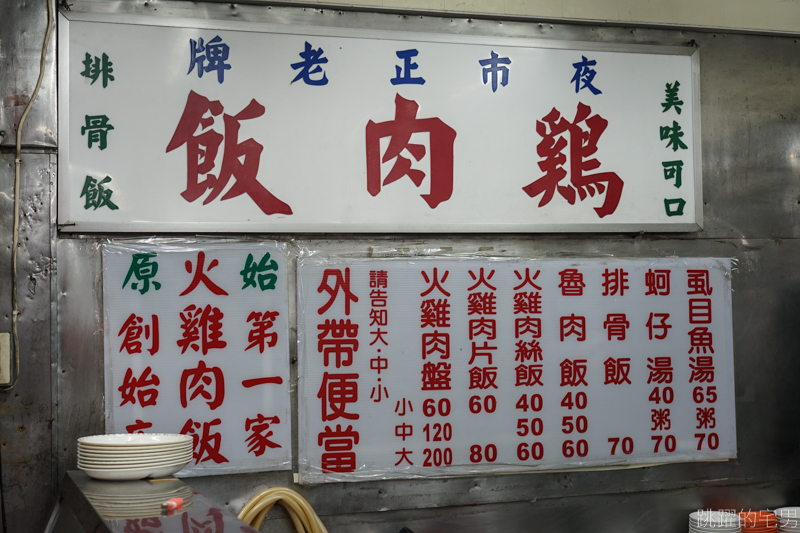 美味可口
夜市正老牌
鷄肉飯
排骨飯
始第一家
火雞肉飯
原創始
虱目魚湯 65 粥 70
蚵仔湯 40 粥 70
排骨飯 70
魯肉飯 40 50 60
火雞肉絲飯 40 50 60
火雞肉片飯 60 80
火雞肉盤 60 120 200
小 中 大
請告知大·中·小
外帶便當
跳躍的宅男